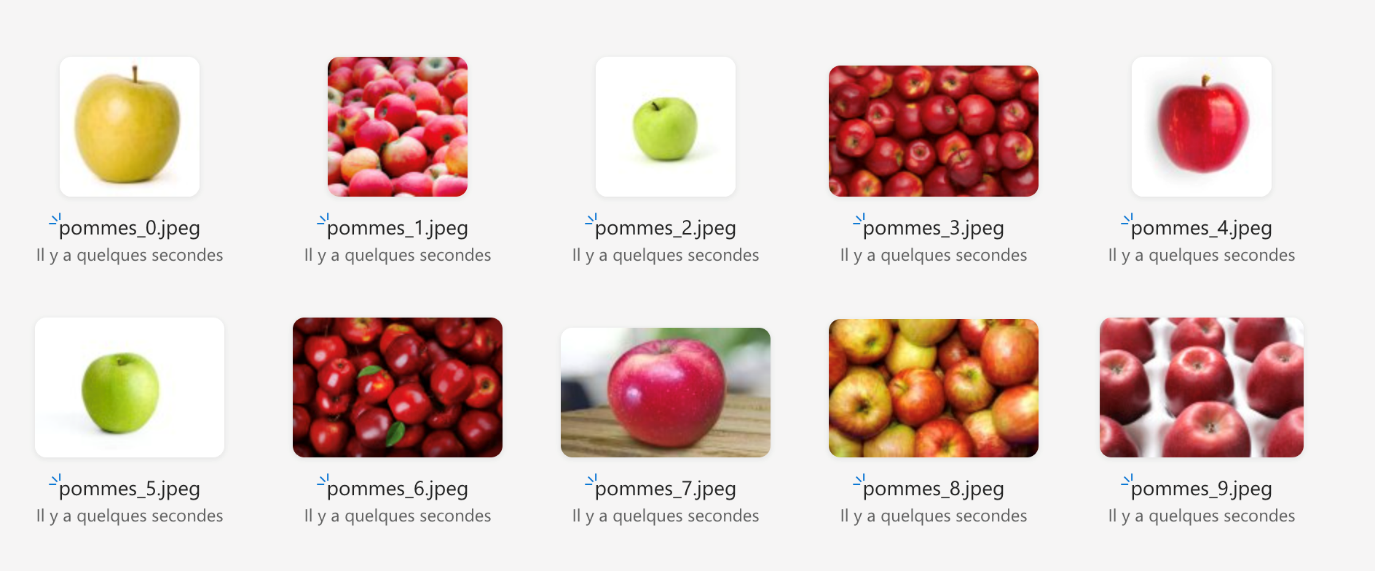 pommes_0.jpeg
Il y a quelques secondes
pommes_1.jpeg
Il y a quelques secondes
pommes_2.jpeg
Il y a quelques secondes
pommes_3.jpeg
Il y a quelques secondes
pommes_4.jpeg
Il y a quelques secondes
pommes_5.jpeg
Il y a quelques secondes
pommes_6.jpeg
Il y a quelques secondes
pommes_7.jpeg
Il y a quelques secondes
pommes_8.jpeg
Il y a quelques secondes
pommes_9.jpeg
Il y a quelques secondes